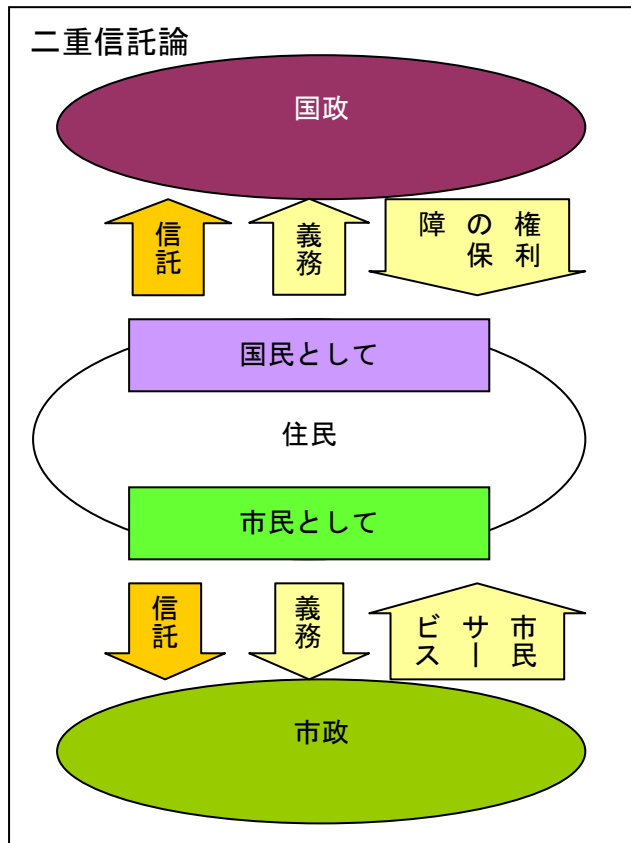 二重信託論
国政
信託
義務
権利
の保
障
国民として
住民
市民として
信託
義務
市民
サー
ビス
市政